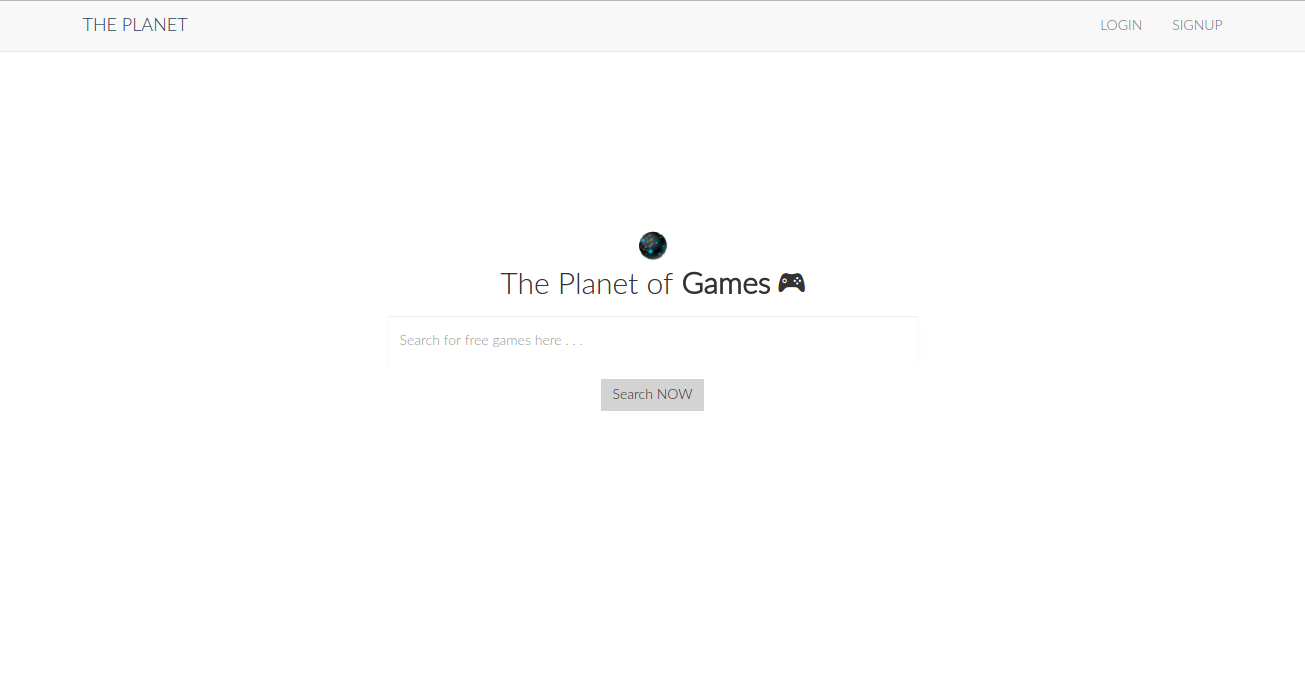 THE PLANET
LOGIN
SIGNUP
The Planet of Games
Search for free games here . . .
Search NOW